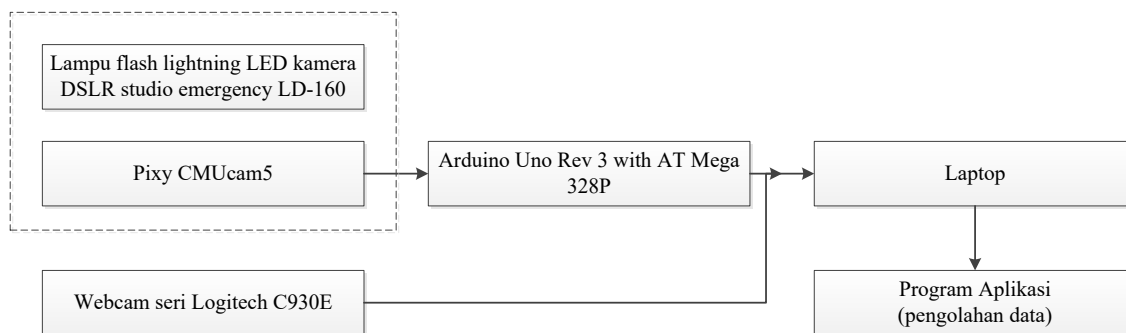 Lampu flash lightning LED kamera
DSLR studio emergency LD-160
Pixy CMUcam5
Arduino Uno Rev 3 with AT Mega
328P
Laptop
Webcam seri Logitech C930E
Program Aplikasi
(pengolahan data)